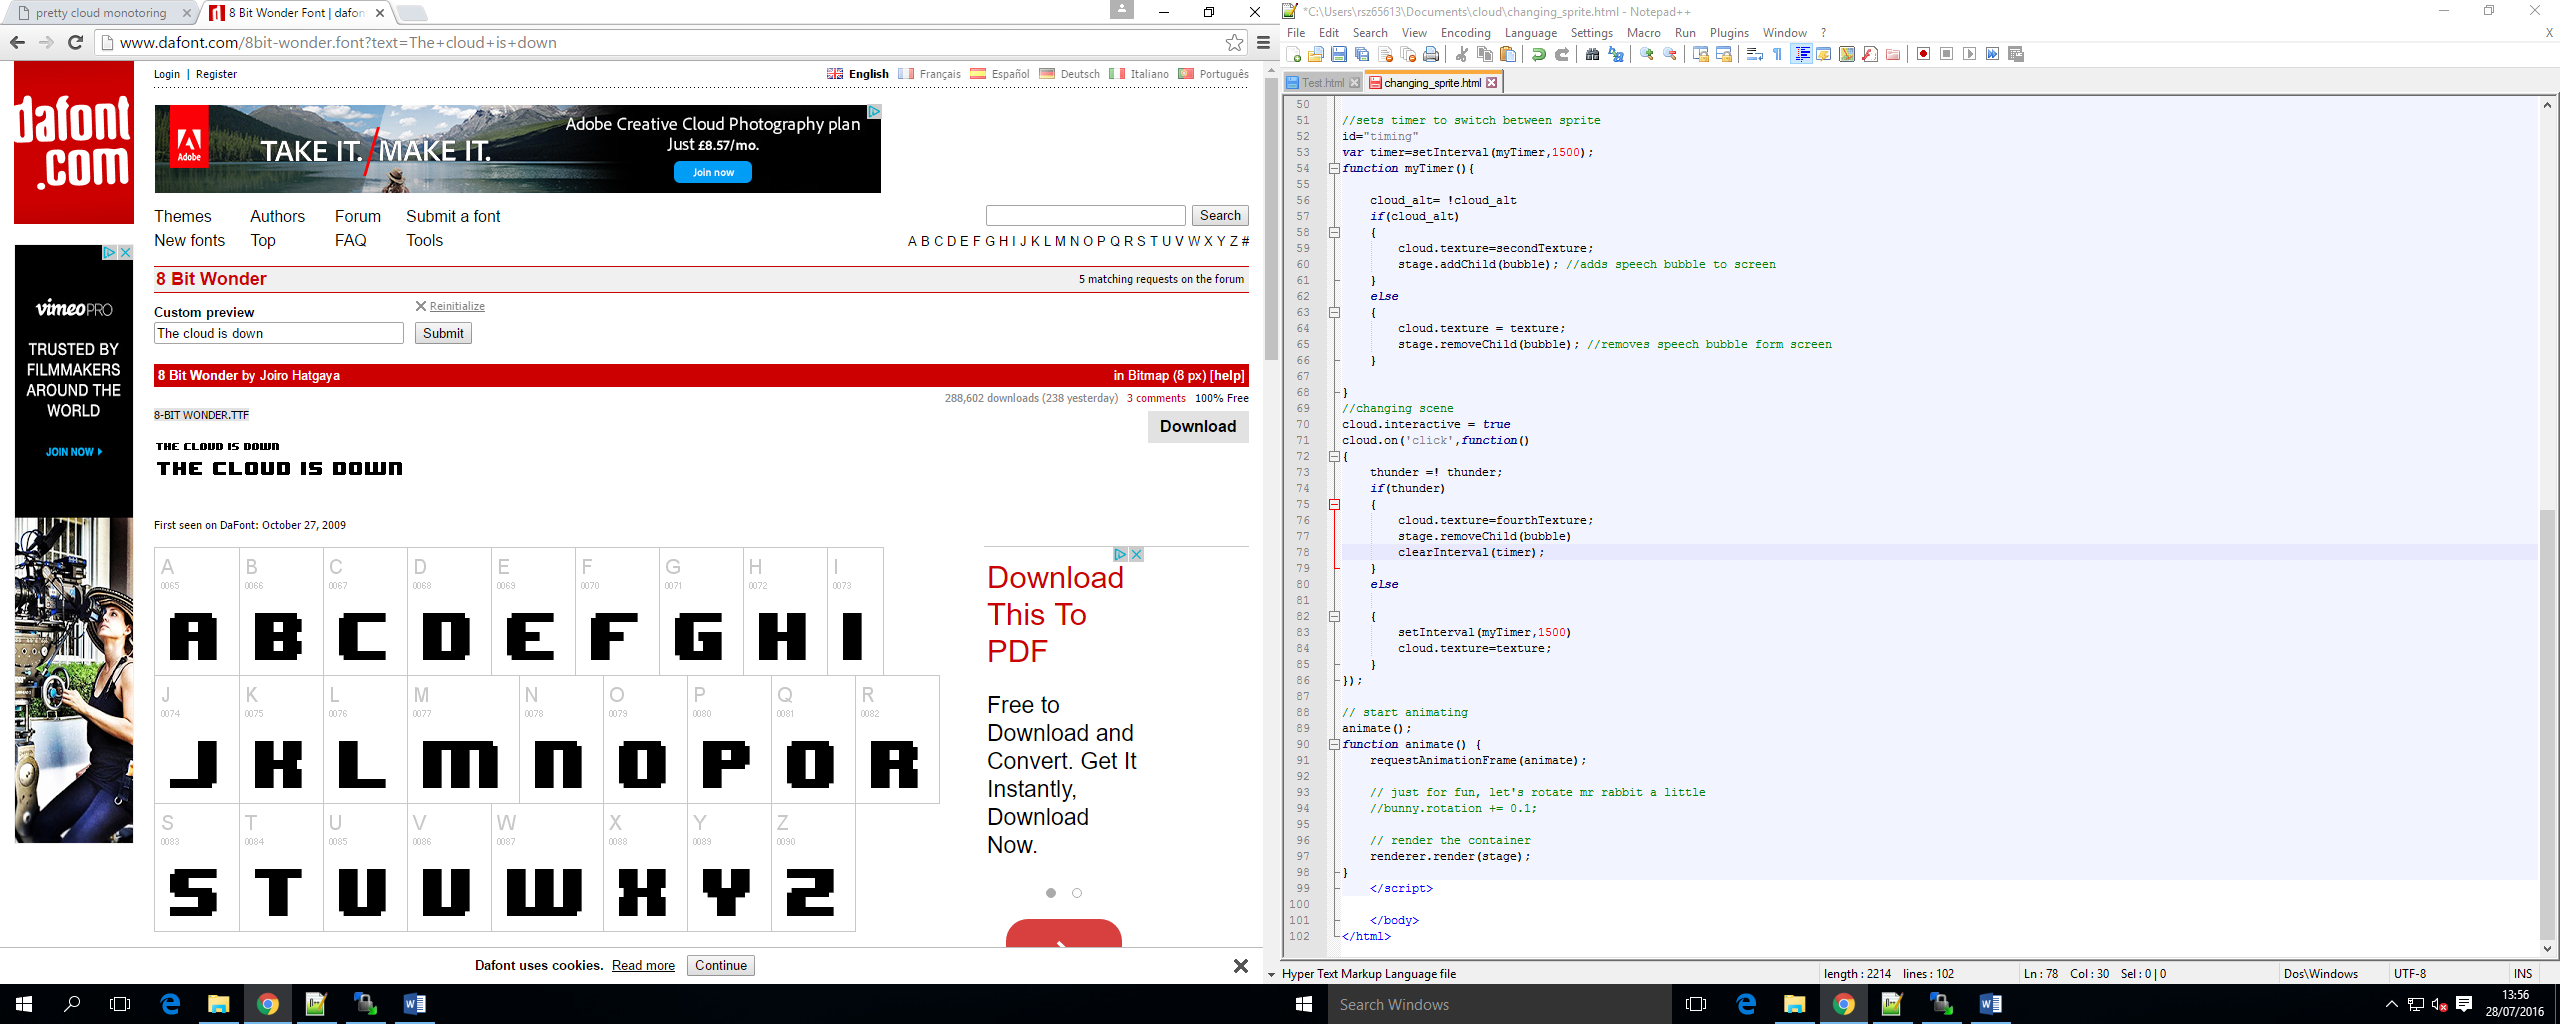 pretty cloud monotoring
8 Bit Wonder Font | dafon
www.dafont.com/8bit-wonder.font?text=The+cloud+is+down
dafont
.com
Login | Register
English Français Español Deutsch Italiano Português
Adobe
TAKE IT. / MAKE IT.
Adobe Creative Cloud Photography plan
Just £8.57/mo.
Join now
Themes Authors Forum Submit a font
New fonts Top FAQ Tools
Search
A B C D E F G H I J K L M N O P Q R S T U V W X Y Z #
8 Bit Wonder
5 matching requests on the forum
Custom preview
Reinitialize
The cloud is down
Submit
8 Bit Wonder by Joiro Hatgaya
in Bitmap (8 px) [help]
288,602 downloads (238 yesterday) 3 comments 100% Free
8-BIT WONDER.TTF
Download
THE CLOUD IS DOWN
THE CLOUD IS DOWN
First seen on DaFont: October 27, 2009
A B C D E F G H I
0065 0066 0067 0068 0069 0070 0071 0072 0073
A B C D E F G H I
J K L M N O P Q R
0074 0075 0076 0077 0078 0079 0080 0081 0082
J K L M N O P Q R
S T U V W X Y Z
0083 0084 0085 0086 0087 0088 0089 0090
S T U V W X Y Z
vimeo PRO
TRUSTED BY
FILMMAKERS
AROUND THE
WORLD
JOIN NOW
Download
This To
PDF
Free to
Download and
Convert. Get It
Instantly,
Download
Now.
Dafont uses cookies. Read more Continue
*C:\Users\rsz65613\Documents\cloud\changing_sprite.html - Notepad++
File Edit Search View Encoding Language Settings Macro Run Plugins Window ? X
Test.html changing_sprite.html
50
51 //sets timer to switch between sprite
52 id="timing"
53 var timer=setInterval(myTimer,1500);
54 function myTimer(){
55
56 cloud_alt= !cloud_alt
57 if(cloud_alt)
58 {
59 cloud.texture=secondTexture;
60 stage.addChild(bubble); //adds speech bubble to screen
61 }
62 else
63 {
64 cloud.texture = texture;
65 stage.removeChild(bubble); //removes speech bubble form screen
66 }
67
68 }
69 //changing scene
70 cloud.interactive = true
71 cloud.on('click',function()
72 {
73 thunder =! thunder;
74 if(thunder)
75 {
76 cloud.texture=fourthTexture;
77 stage.removeChild(bubble)
78 clearInterval(timer);
79 }
80 else
81
82 {
83 setInterval(myTimer,1500)
84 cloud.texture=texture;
85 }
86 });
87
88 // start animating
89 animate();
90 function animate() {
91 requestAnimationFrame(animate);
92
93 // just for fun, let's rotate mr rabbit a little
94 //bunny.rotation += 0.1;
95
96 // render the container
97 renderer.render(stage);
98 }
99 </script>
100
101 </body>
102 </html>
Hyper Text Markup Language file
length : 2214 lines : 102
Ln : 78 Col : 30 Sel : 0 | 0
Dos\Windows
UTF-8
INS
Search Windows
13:56
28/07/2016